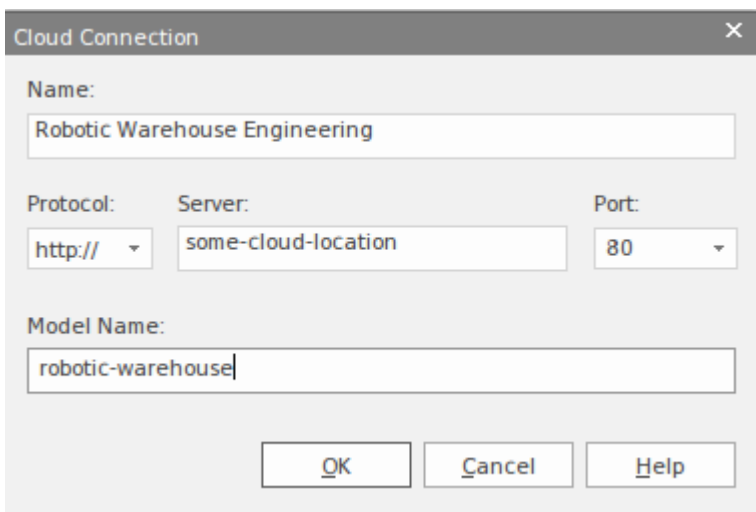 Cloud Connection
Name:
Robotic Warehouse Engineering
Protocol: Server: Port:
http:// some-cloud-location 80
Model Name:
robotic-warehouse
OK Cancel Help